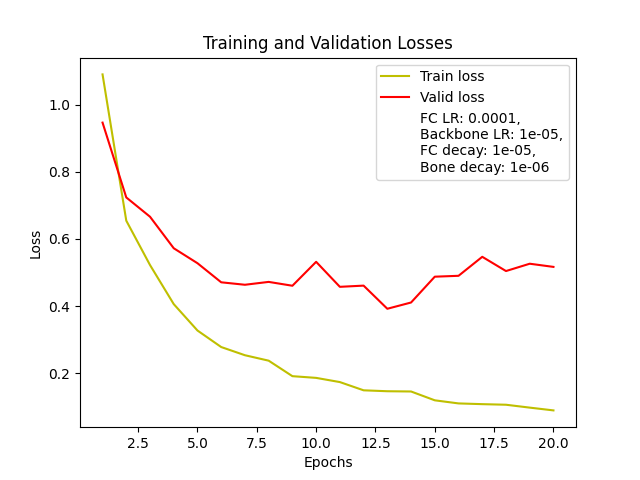 Training and Validation Losses
Train loss
Valid loss
FC LR: 0.0001,
Backbone LR: 1e-05,
FC decay: 1e-05,
Bone decay: 1e-06
Loss
1.0
0.8
0.6
0.4
0.2
2.5 5.0 7.5 10.0 12.5 15.0 17.5 20.0
Epochs